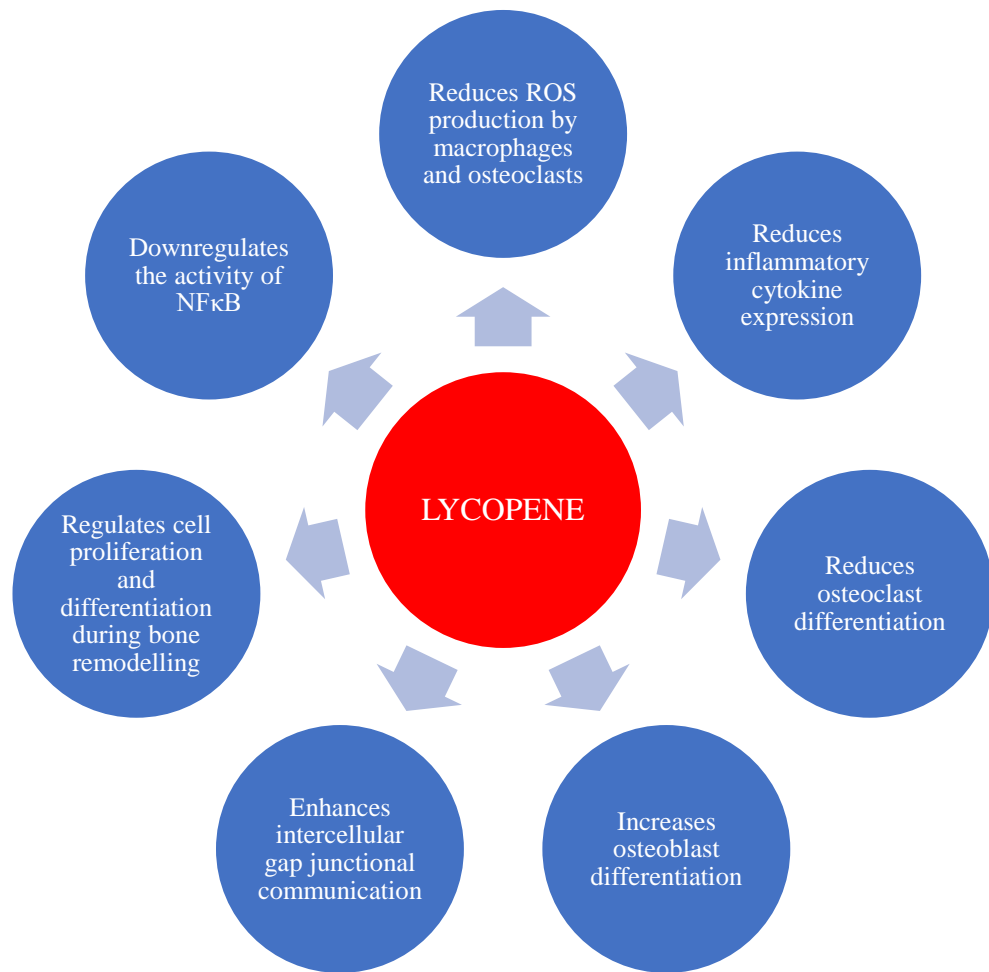 Reduces ROS
production by
macrophages
and osteoclasts
Reduces
inflammatory
cytokine
expression
Reduces
osteoclast
differentiation
Increases
osteoblast
differentiation
Enhances
intercellular
gap junctional
communication
Regulates cell
proliferation
and
differentiation
during bone
remodelling
Downregulates
the activity of
NFκB
LYCOPENE